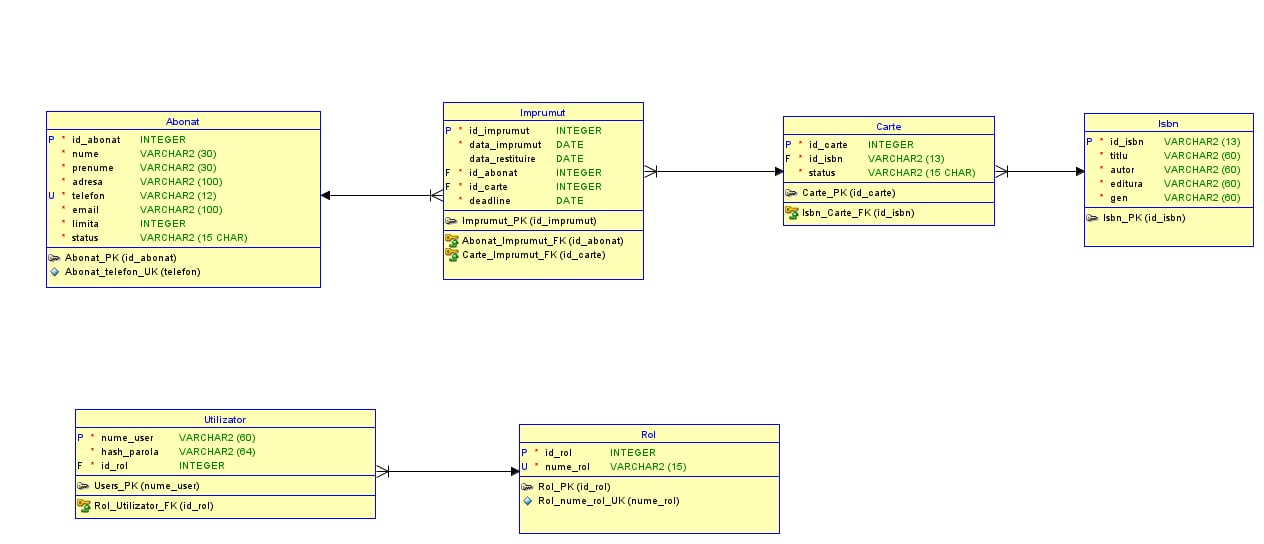 Abonat
P * id_abonat INTEGER
* nume VARCHAR2 (30)
* prenume VARCHAR2 (30)
* adresa VARCHAR2 (100)
U * telefon VARCHAR2 (12)
* email VARCHAR2 (100)
* limita INTEGER
* status VARCHAR2 (15 CHAR)
Abonat_PK (id_abonat)
Abonat_telefon_UK (telefon)
Imprumut
P * id_imprumut INTEGER
* data_imprumut DATE
data_restituire DATE
F * id_abonat INTEGER
F * id_carte INTEGER
* deadline DATE
Imprumut_PK (id_imprumut)
Abonat_Imprumut_FK (id_abonat)
Carte_Imprumut_FK (id_carte)
Carte
P * id_carte INTEGER
F * id_isbn VARCHAR2 (13)
* status VARCHAR2 (15 CHAR)
Carte_PK (id_carte)
Isbn_Carte_FK (id_isbn)
Isbn
P * id_isbn VARCHAR2 (13)
* titlu VARCHAR2 (60)
* autor VARCHAR2 (60)
* editura VARCHAR2 (60)
* gen VARCHAR2 (60)
Isbn_PK (id_isbn)
Utilizator
P * nume_user VARCHAR2 (60)
* hash_parola VARCHAR2 (64)
F * id_rol INTEGER
Users_PK (nume_user)
Rol_Utilizator_FK (id_rol)
Rol
P * id_rol INTEGER
U * nume_rol VARCHAR2 (15)
Rol_PK (id_rol)
Rol_nume_rol_UK (nume_rol)